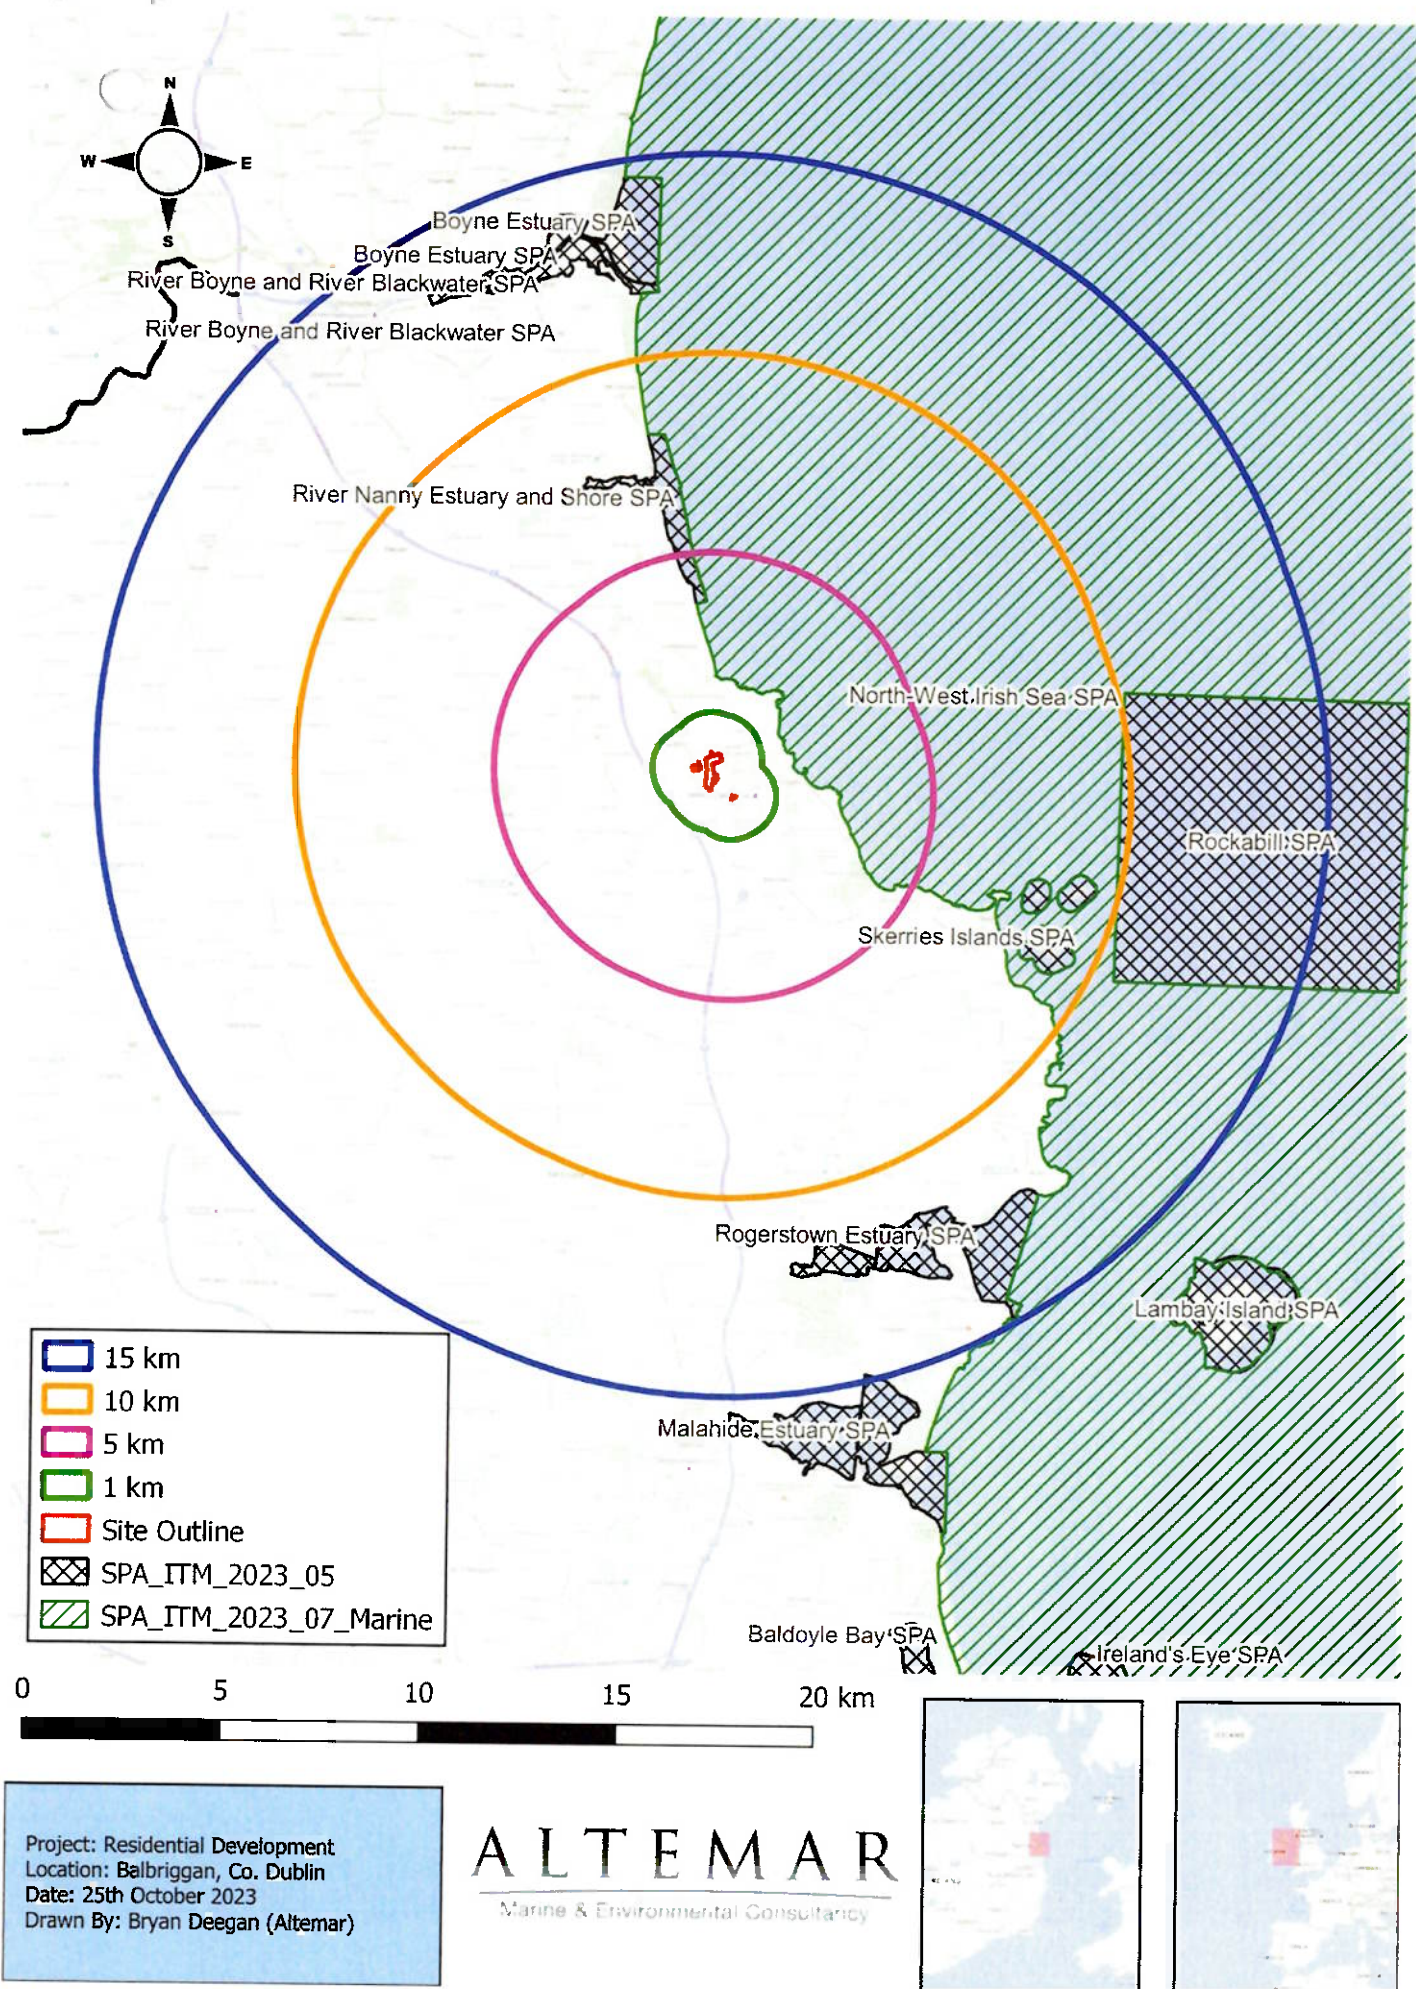 N
W E
S
Boyne Estuary SPA
Boyne Estuary SPA
River Boyne and River Blackwater SPA
River Boyne and River Blackwater SPA
River Nanny Estuary and Shore SPA
North-West Irish Sea SPA
Rockabill SPA
Skerries Islands SPA
Rogerstown Estuary SPA
Lambay Island SPA
Malahide Estuary SPA
Baldoyle Bay SPA
Ireland's Eye SPA
15 km
10 km
5 km
1 km
Site Outline
SPA_ITM_2023_05
SPA_ITM_2023_07_Marine
0 5 10 15 20 km
Project: Residential Development
Location: Balbriggan, Co. Dublin
Date: 25th October 2023
Drawn By: Bryan Deegan (Altemar)
ALTEMAR
Marine & Environmental Consultancy